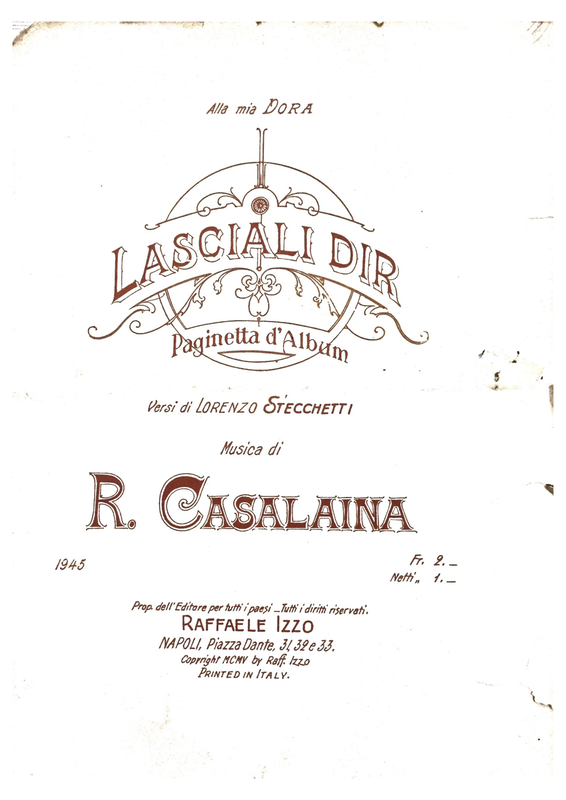 Alla mia DORA
LASCIALI DIR
Paginetta d'Album
Versi di LORENZO STECCHETTI
Musica di
R. CASALAINA
1945
Fr. 2._
Netti „ 1._
Prop. dell'Editore per tutti i paesi _ Tutti i diritti riservati.
RAFFAELE IZZO
NAPOLI, Piazza Dante, 31, 32 e 33.
Copyright MCMV by Raff. Izzo
PRINTED IN ITALY.